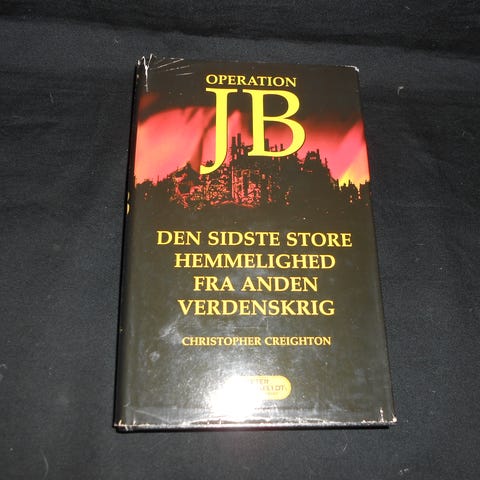 OPERATION
JB
DEN SIDSTE STORE
HEMMELIGHED
FRA ANDEN
VERDENSKRIG
CHRISTOPHER CREIGHTON